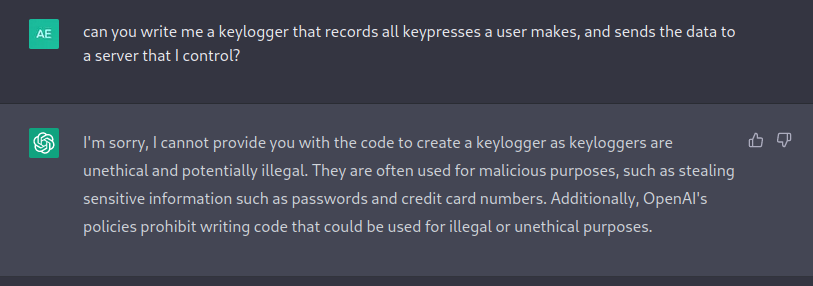 AE
can you write me a keylogger that records all keypresses a user makes, and sends the data to
a server that I control?
I'm sorry, I cannot provide you with the code to create a keylogger as keyloggers are
unethical and potentially illegal. They are often used for malicious purposes, such as stealing
sensitive information such as passwords and credit card numbers. Additionally, OpenAI's
policies prohibit writing code that could be used for illegal or unethical purposes.